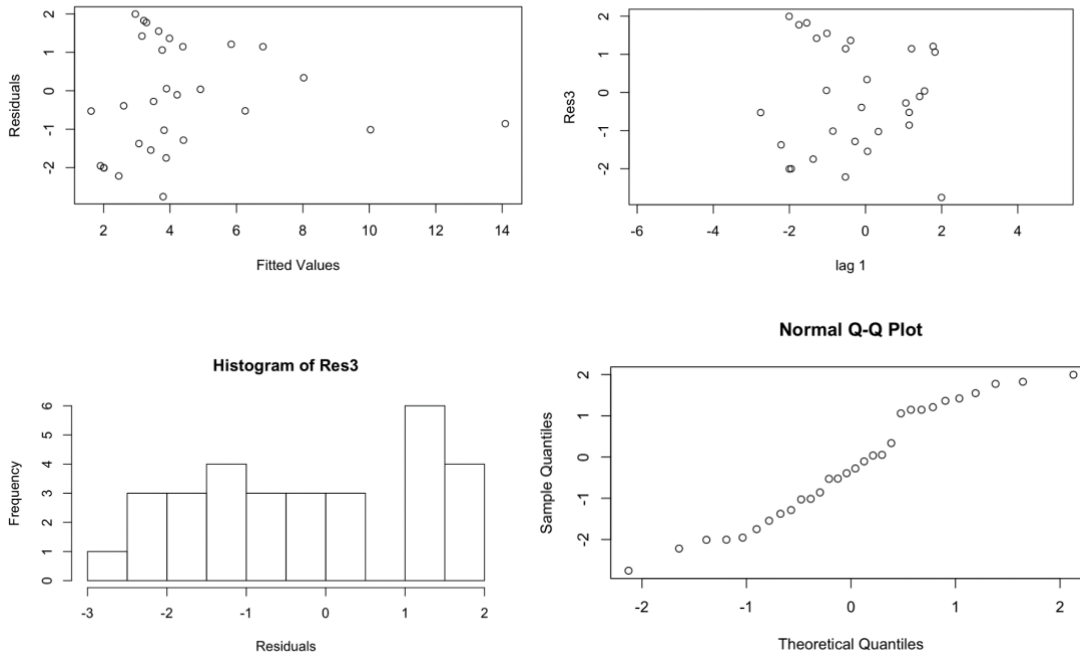 Residuals
2
1
0
-1
-2
2 4 6 8 10 12 14
Fitted Values
Res3
2
1
0
-1
-2
-6 -4 -2 0 2 4
lag 1
Histogram of Res3
Frequency
6
5
4
3
2
1
0
-3 -2 -1 0 1 2
Residuals
Normal Q-Q Plot
Sample Quantiles
2
1
0
-1
-2
-2 -1 0 1 2
Theoretical Quantiles